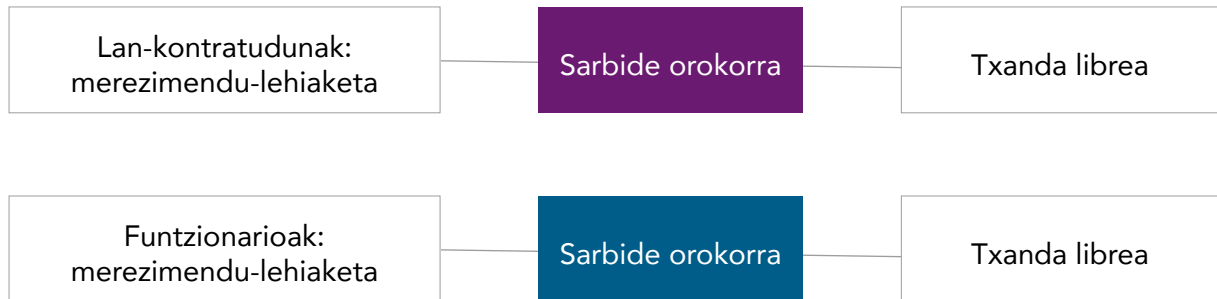 Lan-kontratudunak:
merezimendu-lehiaketa
Sarbide orokorra
Txanda librea
Funtzionarioak:
merezimendu-lehiaketa
Sarbide orokorra
Txanda librea